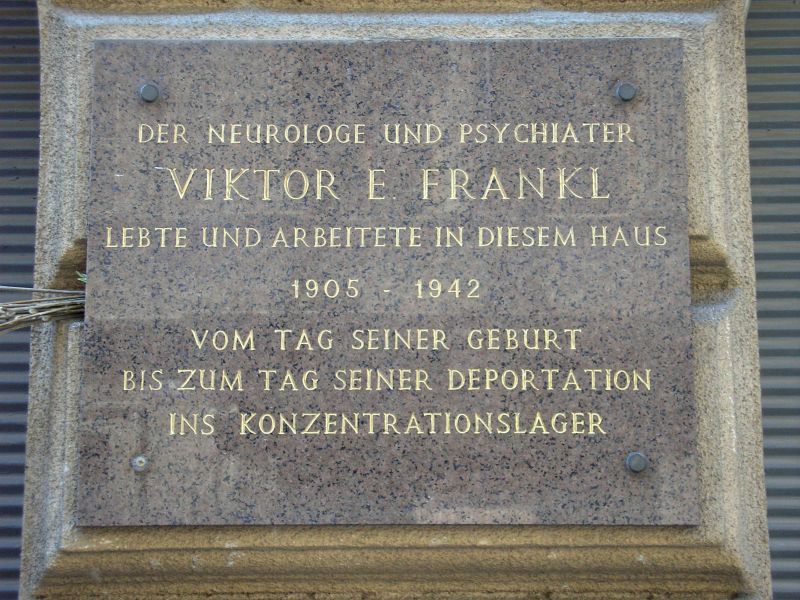 DER NEUROLOGE UND PSYCHIATER
VIKTOR E. FRANKL
LEBTE UND ARBEITETE IN DIESEM HAUS
1905 - 1942
VOM TAG SEINER GEBURT
BIS ZUM TAG SEINER DEPORTATION
INS KONZENTRATIONSLAGER